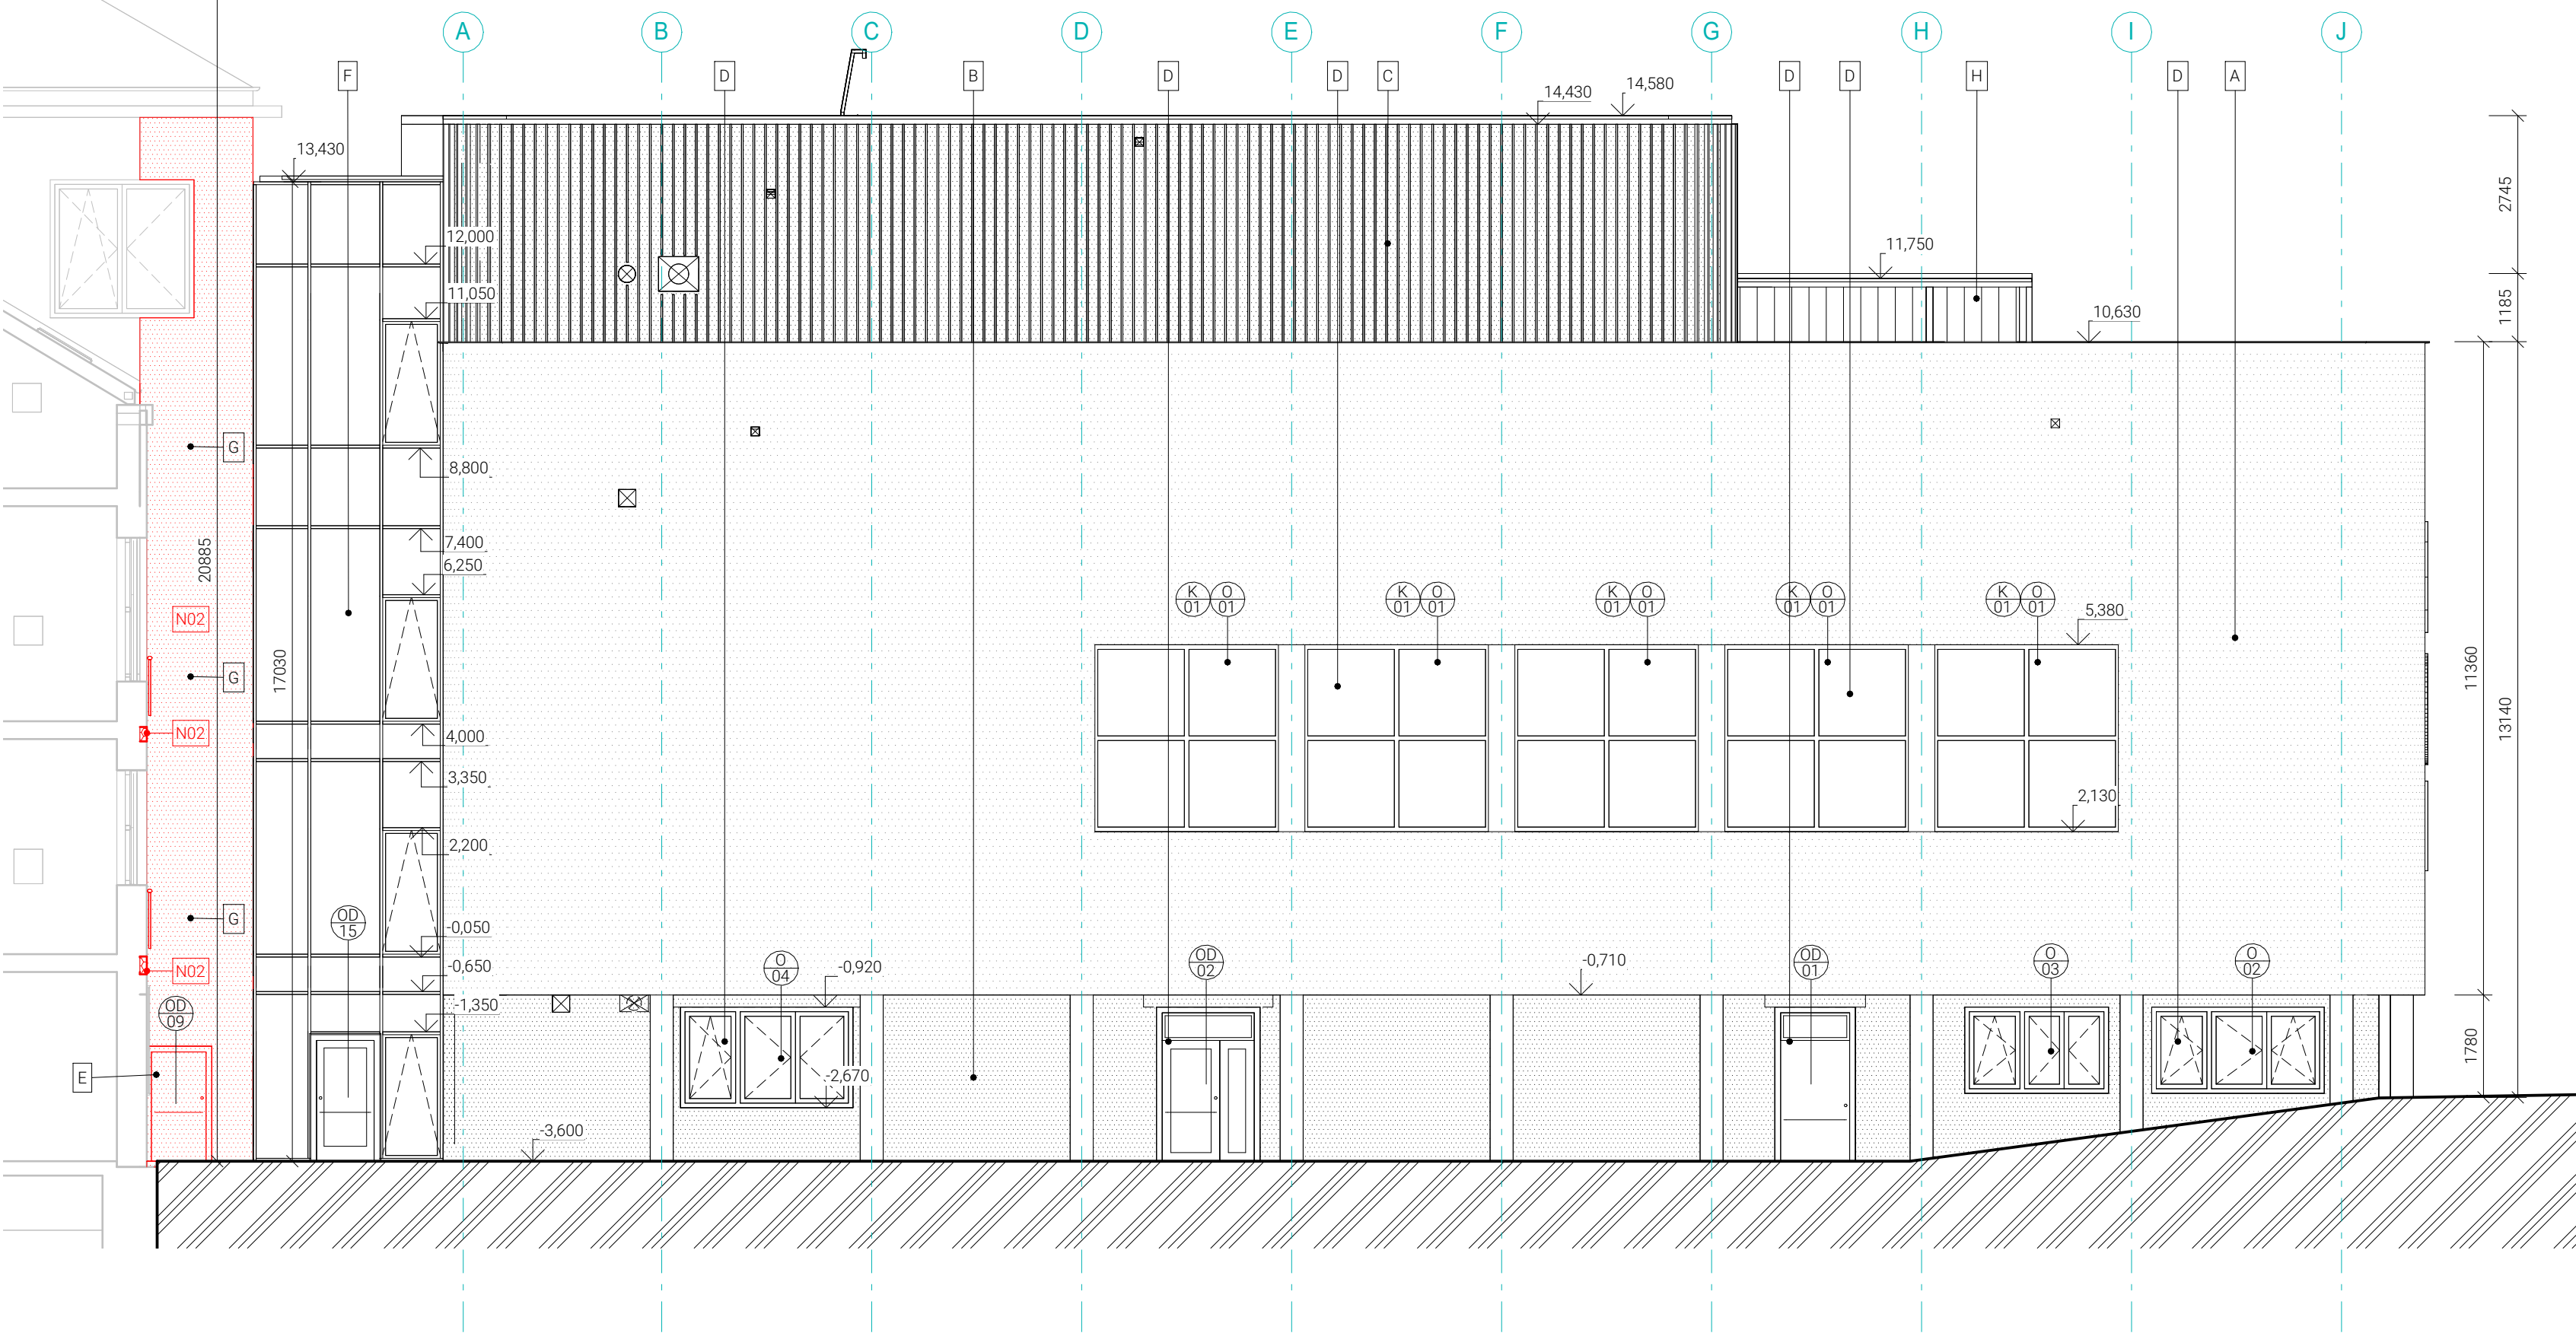 A B C D E F G H I J
F D B D D C D D H D A
14,430 14,580
13,430
2745
12,000
11,750
11,050
1185
10,630
G
8,800
7,400
20885
6,250
K 01 O 01 K 01 O 01 K 01 O 01 K 01 O 01 K 01 O 01
5,380
N02
G
17030
11360
13140
N02
4,000
3,350
2,130
2,200
G
OD 15
-0,050
N02
-0,650
O 04
-0,920
OD 02
-0,710
OD 01
O 03
O 02
OD 09
-1,350
1780
E
-2,670
-3,600